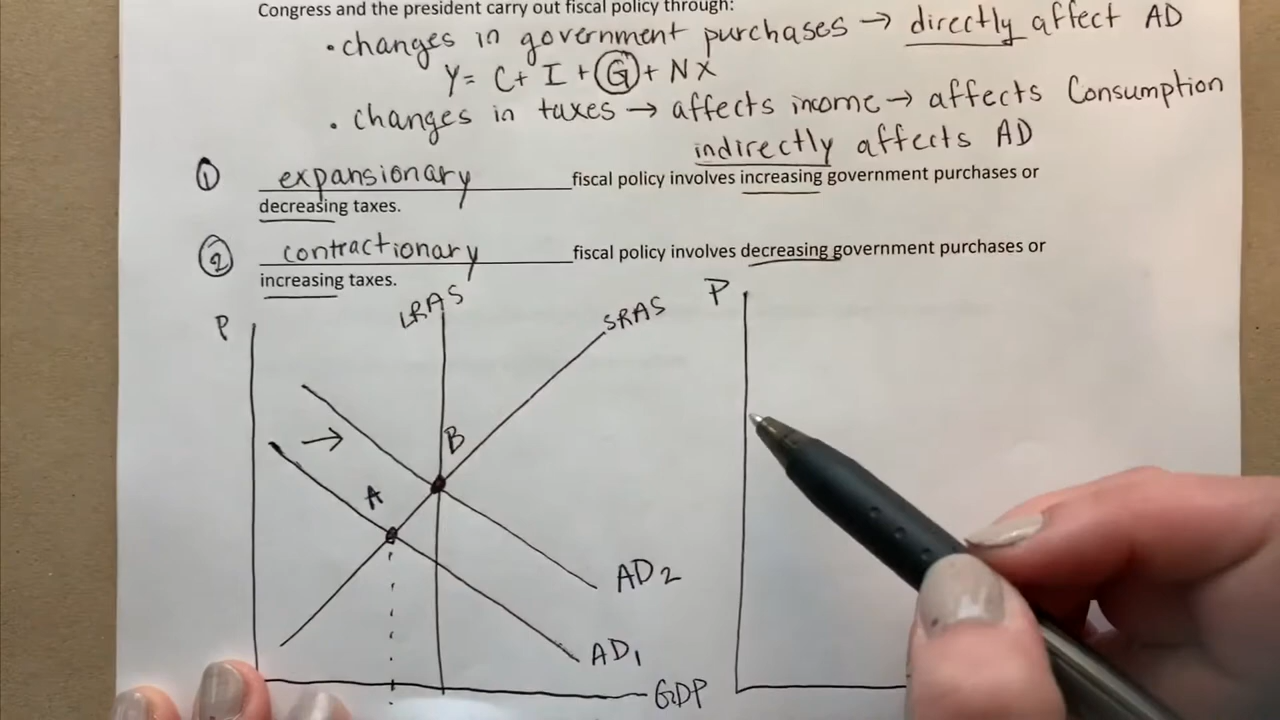 Congress and the president carry out fiscal policy through:
• changes in government purchases → directly affect AD
Y = C + I + G + NX
• changes in taxes → affects income → affects Consumption
indirectly affects AD
① expansionary fiscal policy involves increasing government purchases or
decreasing taxes.
② contractionary fiscal policy involves decreasing government purchases or
increasing taxes.
P LRAS SRAS P
→ B
A
AD2
AD1
GDP